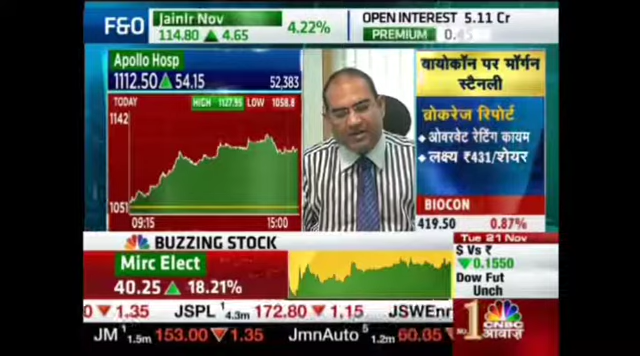 F&O
JainIr Nov
114.80 ▲ 4.65
4.22%
OPEN INTEREST 5.11 Cr
PREMIUM
Apollo Hosp
1112.50 ▲ 54.15
52,383
TODAY
HIGH 1127.95 LOW 1058.8
1142
1051
09:15
15:00
बायोकॉन पर मॉर्गन
स्टैनली
ब्रोकरेज रिपोर्ट
ओवरवेट रेटिंग कायम
लक्ष्य ₹431/शेयर
BIOCON
419.50 0.87%
BUZZING STOCK
Mirc Elect
40.25 ▲ 18.21%
Tue 21 Nov
$ Vs ₹
▼ 0.1550
Dow Fut
Unch
▼ 1.35 JSPL 4.3m 172.80 ▼ 1.15 JSWEnr
JM 1.5m 153.00 ▼ 1.35 JmnAuto 1.2m 60.65
No. 1 CNBC
आवाज़